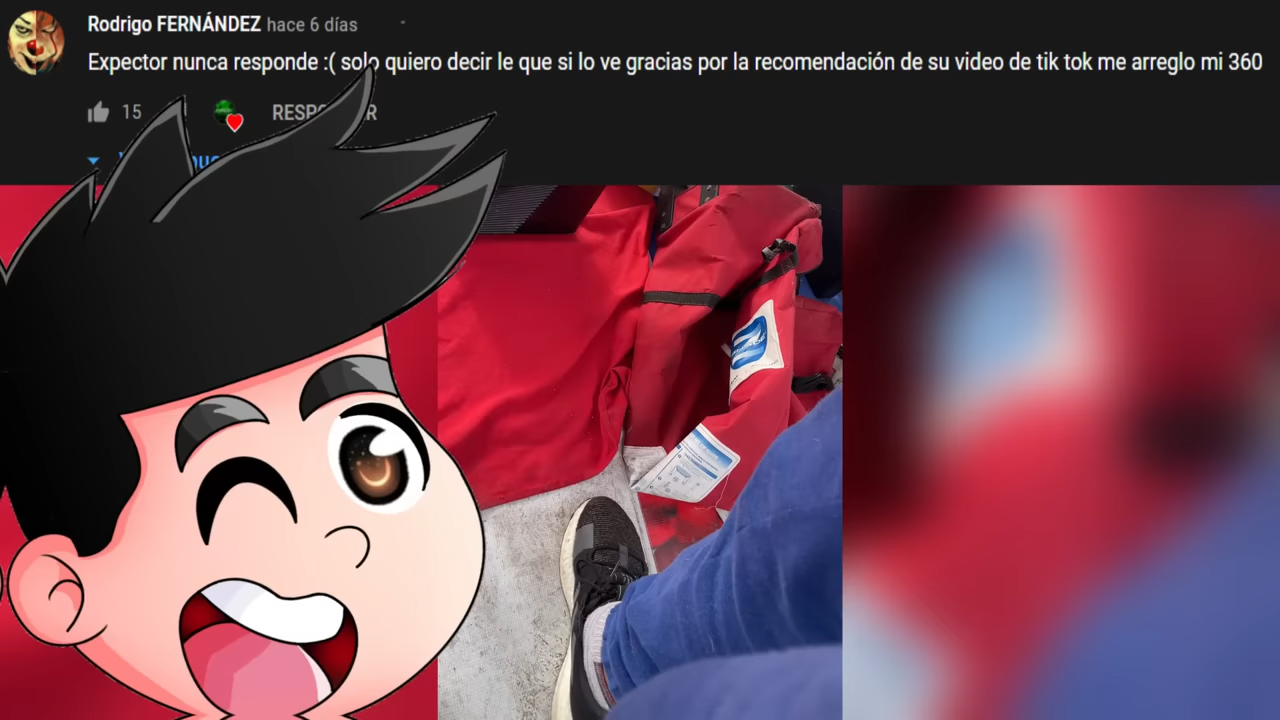 Rodrigo FERNÁNDEZ hace 6 días
Expector nunca responde :( solo quiero decir le que si lo ve gracias por la recomendación de su video de tik tok me arreglo mi 360
15